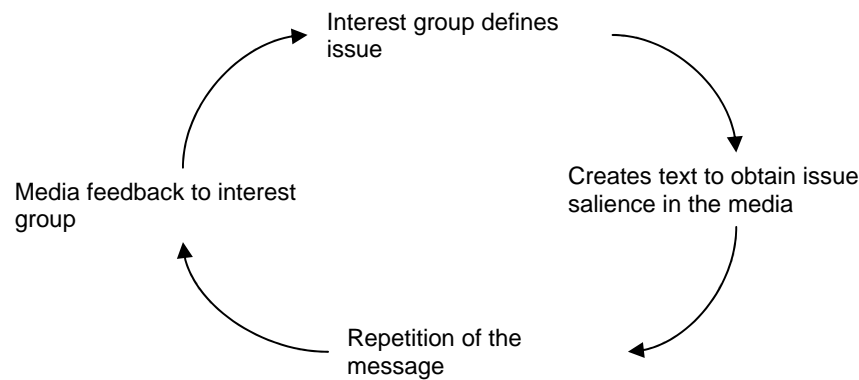 Interest group defines
issue
Creates text to obtain issue
salience in the media
Repetition of the
message
Media feedback to interest
group